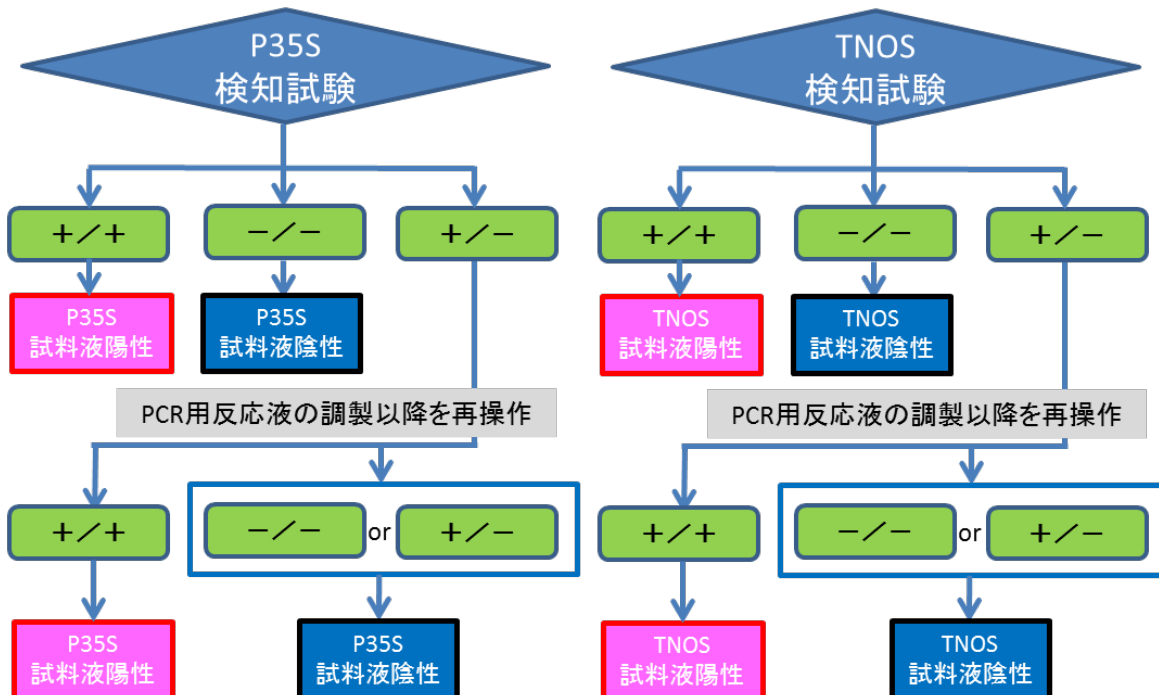 P35S
検知試験
+/+
−/−
+/−
P35S
試料液陽性
P35S
試料液陰性
PCR用反応液の調製以降を再操作
+/+
−/−
or
+/−
P35S
試料液陽性
P35S
試料液陰性
TNOS
検知試験
+/+
−/−
+/−
TNOS
試料液陽性
TNOS
試料液陰性
PCR用反応液の調製以降を再操作
+/+
−/−
or
+/−
TNOS
試料液陽性
TNOS
試料液陰性